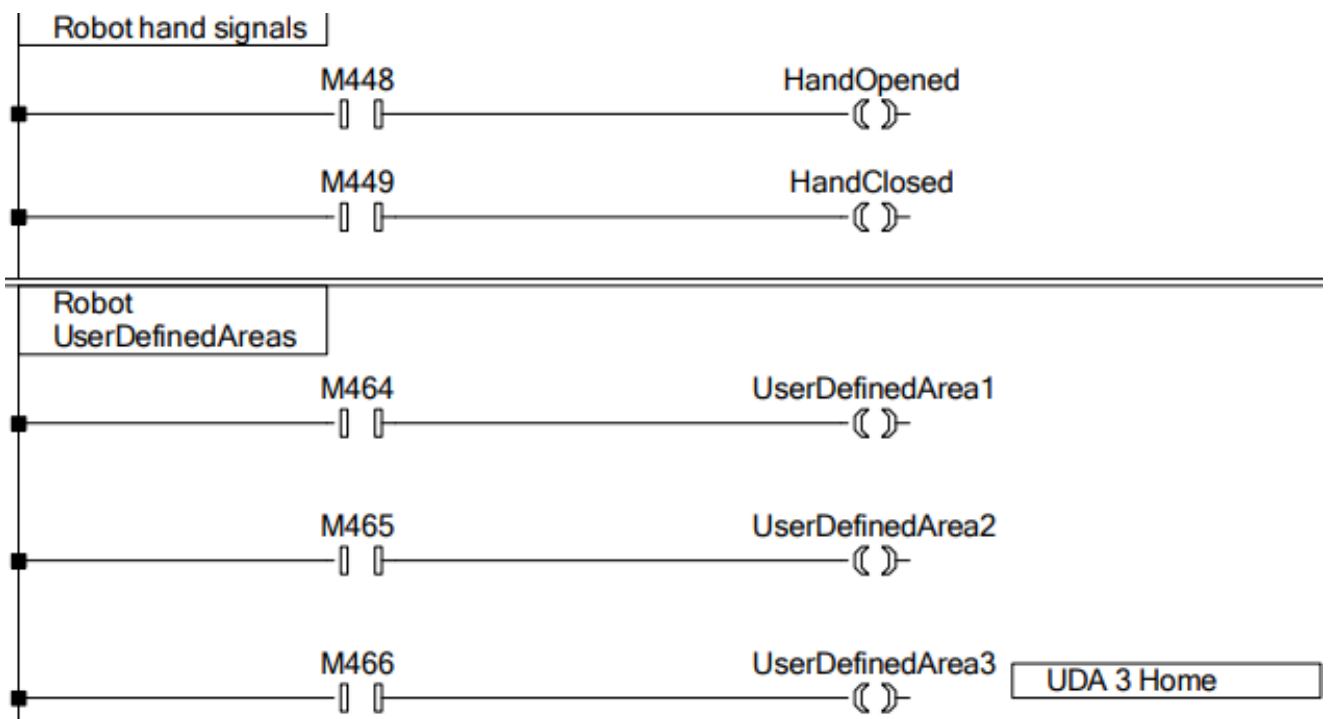 Robot hand signals
M448 HandOpened
M449 HandClosed
Robot
UserDefinedAreas
M464 UserDefinedArea1
M465 UserDefinedArea2
M466 UserDefinedArea3
UDA 3 Home